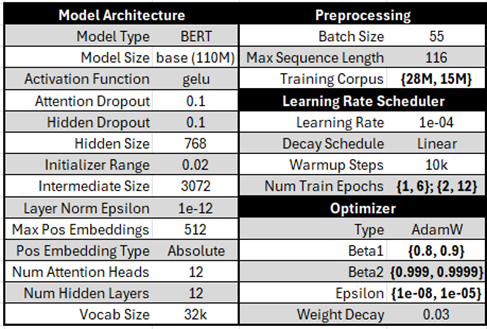 Model Architecture
Model Type BERT
Model Size base (110M)
Activation Function gelu
Attention Dropout 0.1
Hidden Dropout 0.1
Hidden Size 768
Initializer Range 0.02
Intermediate Size 3072
Layer Norm Epsilon 1e-12
Max Pos Embeddings 512
Pos Embedding Type Absolute
Num Attention Heads 12
Num Hidden Layers 12
Vocab Size 32k
Preprocessing
Batch Size 55
Max Sequence Length 116
Training Corpus {28M, 15M}
Learning Rate Scheduler
Learning Rate 1e-04
Decay Schedule Linear
Warmup Steps 10k
Num Train Epochs {1, 6}; {2, 12}
Optimizer
Type AdamW
Beta1 {0.8, 0.9}
Beta2 {0.999, 0.9999}
Epsilon {1e-08, 1e-05}
Weight Decay 0.03